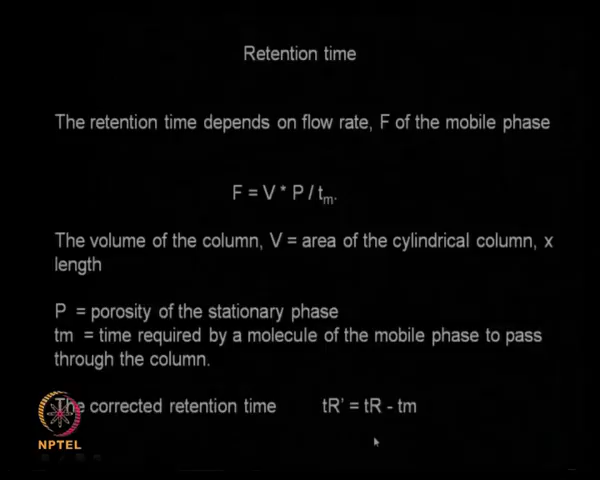 Retention time
The retention time depends on flow rate, F of the mobile phase
F = V * P / tm.
The volume of the column, V = area of the cylindrical column, x
length
P = porosity of the stationary phase
tm = time required by a molecule of the mobile phase to pass
through the column.
The corrected retention time tR' = tR - tm
NPTEL